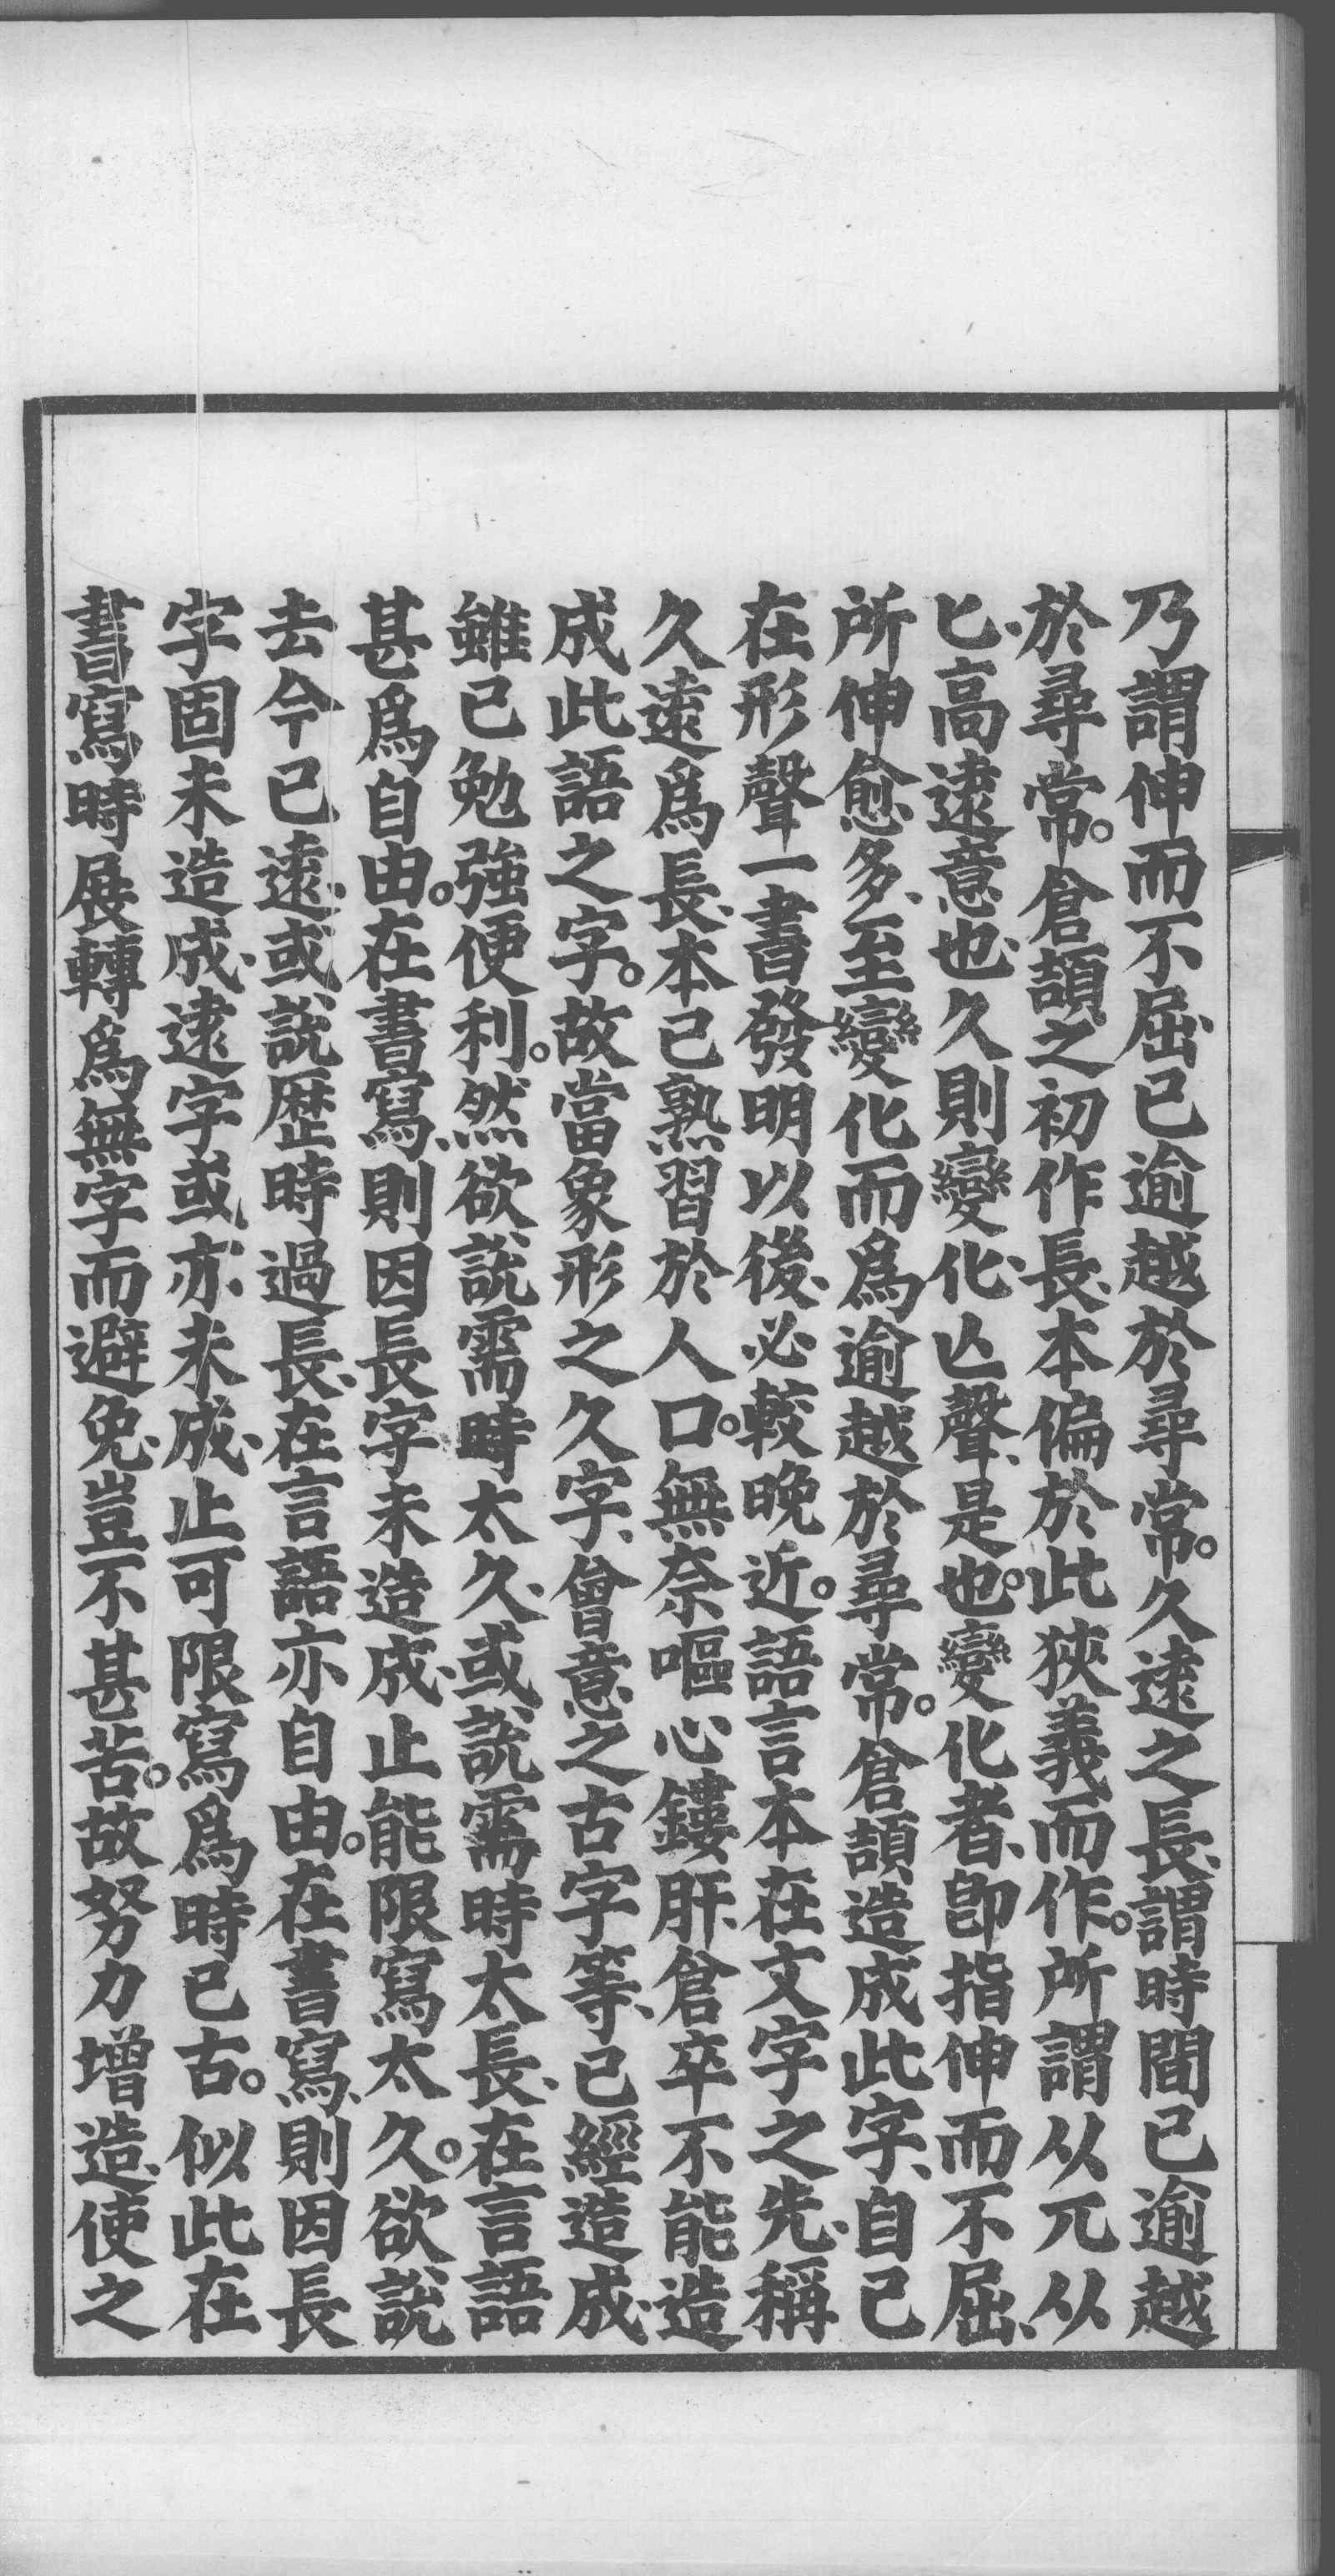 乃謂伸而不屈、已逾越於尋常。久遠之長、謂時間已逾越
於尋常。倉頡之初作長、本偏於此狹義而作。所謂从兀从
匕、高遠意也、久則變化、亾聲、是也。變化者、卽指伸而不屈、
所伸愈多、至變化而爲逾越於尋常。倉頡造成此字、自已
在形聲一書發明以後、必較晚近。語言本在文字之先、稱
久遠爲長、本已熟習於人口。無奈嘔心鏤肝、倉卒不能造
成此語之字。故當象形之久字、會意之古字等、已經造成、
雖已勉強便利。然欲說需時太久、或說需時太長、在言語
甚爲自由。在書寫、則因長字未造成、止能限寫太久。欲說
去今已遠、或說歷時過長、在言語亦自由。在書寫、則因長
字固未造成、遠字或亦未成、止可限寫爲時已古。似此在
書寫時展轉爲無字而避免、豈不甚苦。故努力增造、使之